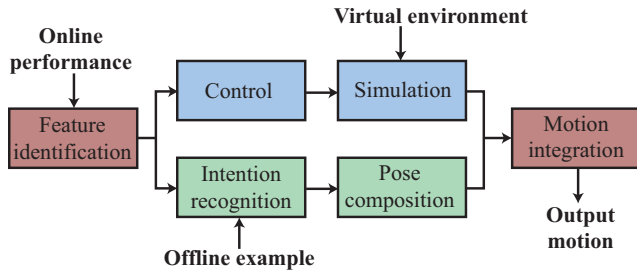 Virtual environment
Online
performance
Control
Simulation
Feature
identification
Motion
integration
Intention
recognition
Pose
composition
Output
motion
Offline example